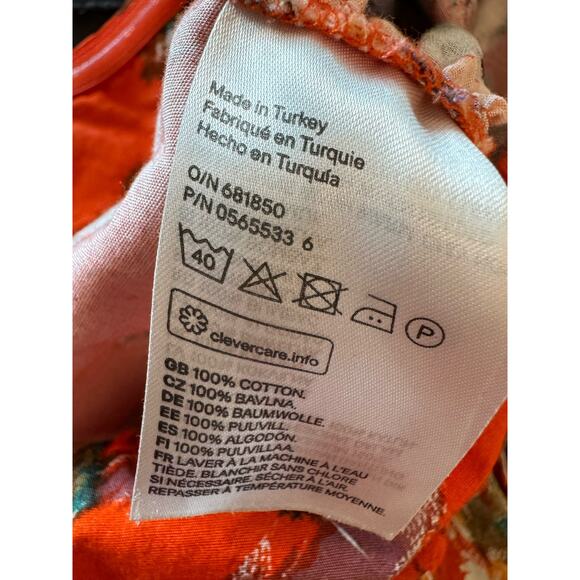 Made in Turkey
Fabriqué en Turquie
Hecho en Turquía
O/N 681850
P/N 0565533 6
40
P
clevercare.info
GB 100% COTTON.
CZ 100% BAVLNA.
DE 100% BAUMWOLLE.
EE 100% PUUVILL.
ES 100% ALGODÓN.
FI 100% PUUVILLAA.
FR LAVER À LA MACHINE À L'EAU
TIÈDE. BLANCHIR SANS CHLORE
SI NÉCESSAIRE. SÉCHER À L'AIR.
REPASSER À TEMPÉRATURE MOYENNE.